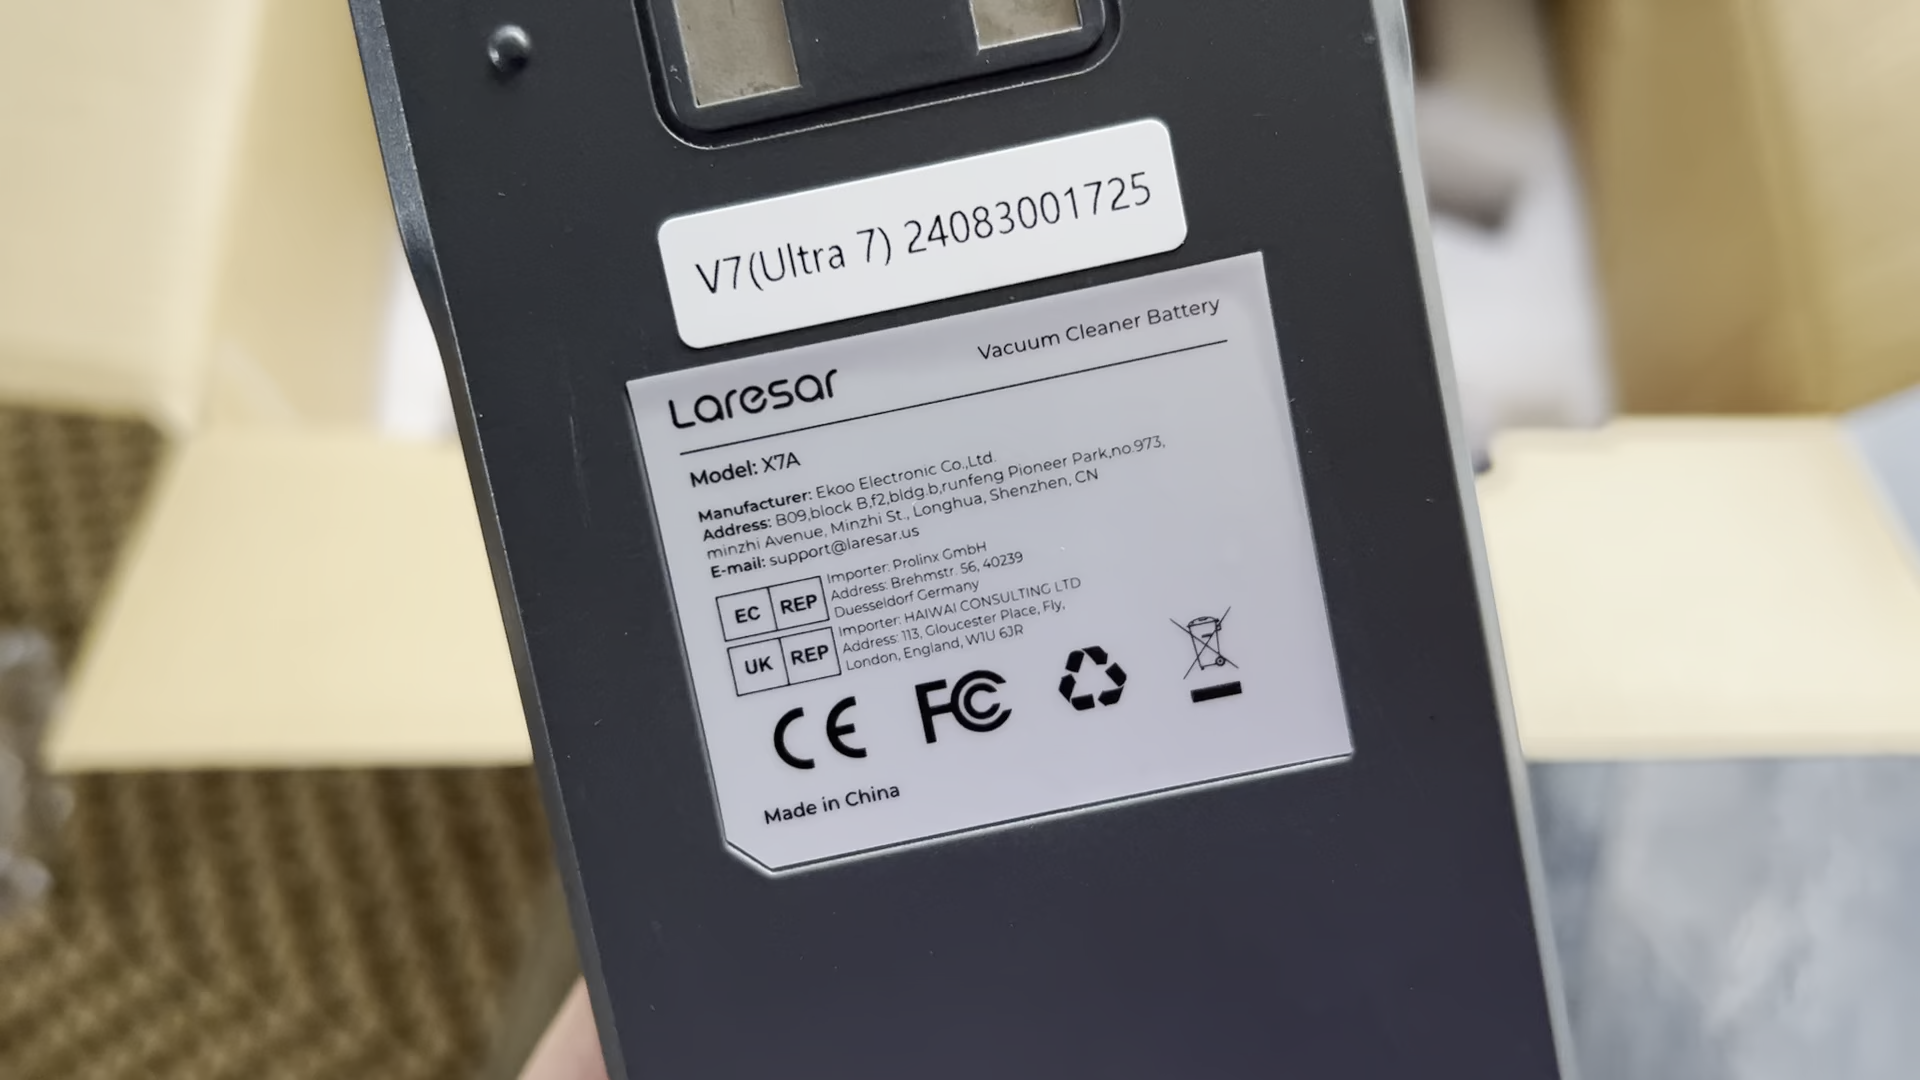 V7(Ultra 7) 24083001725
Vacuum Cleaner Battery
Laresar
Model: X7A
Manufacturer: Ekoo Electronic Co.,Ltd.
Address: B09,block B,f2,bldg.b,runfeng Pioneer Park,no.973,
minzhi Avenue, Minzhi St., Longhua, Shenzhen, CN
E-mail: support@laresar.us
EC REP
Importer: Prolinx GmbH
Address: Brehmstr. 56, 40239
Duesseldorf Germany
UK REP
Importer: HAIWAI CONSULTING LTD
Address: 113, Gloucester Place, Fly,
London, England, W1U 6JR
CE FC
Made in China